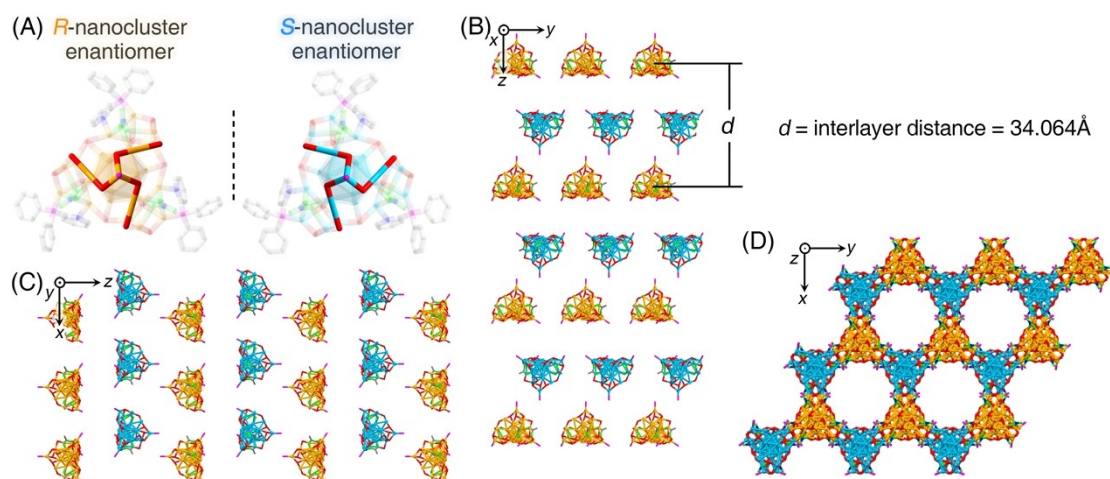 (A)
R-nanocluster
enantiomer
S-nanocluster
enantiomer
(B)
x
y
z
d
d = interlayer distance = 34.064Å
(C)
y
z
x
(D)
z
y
x